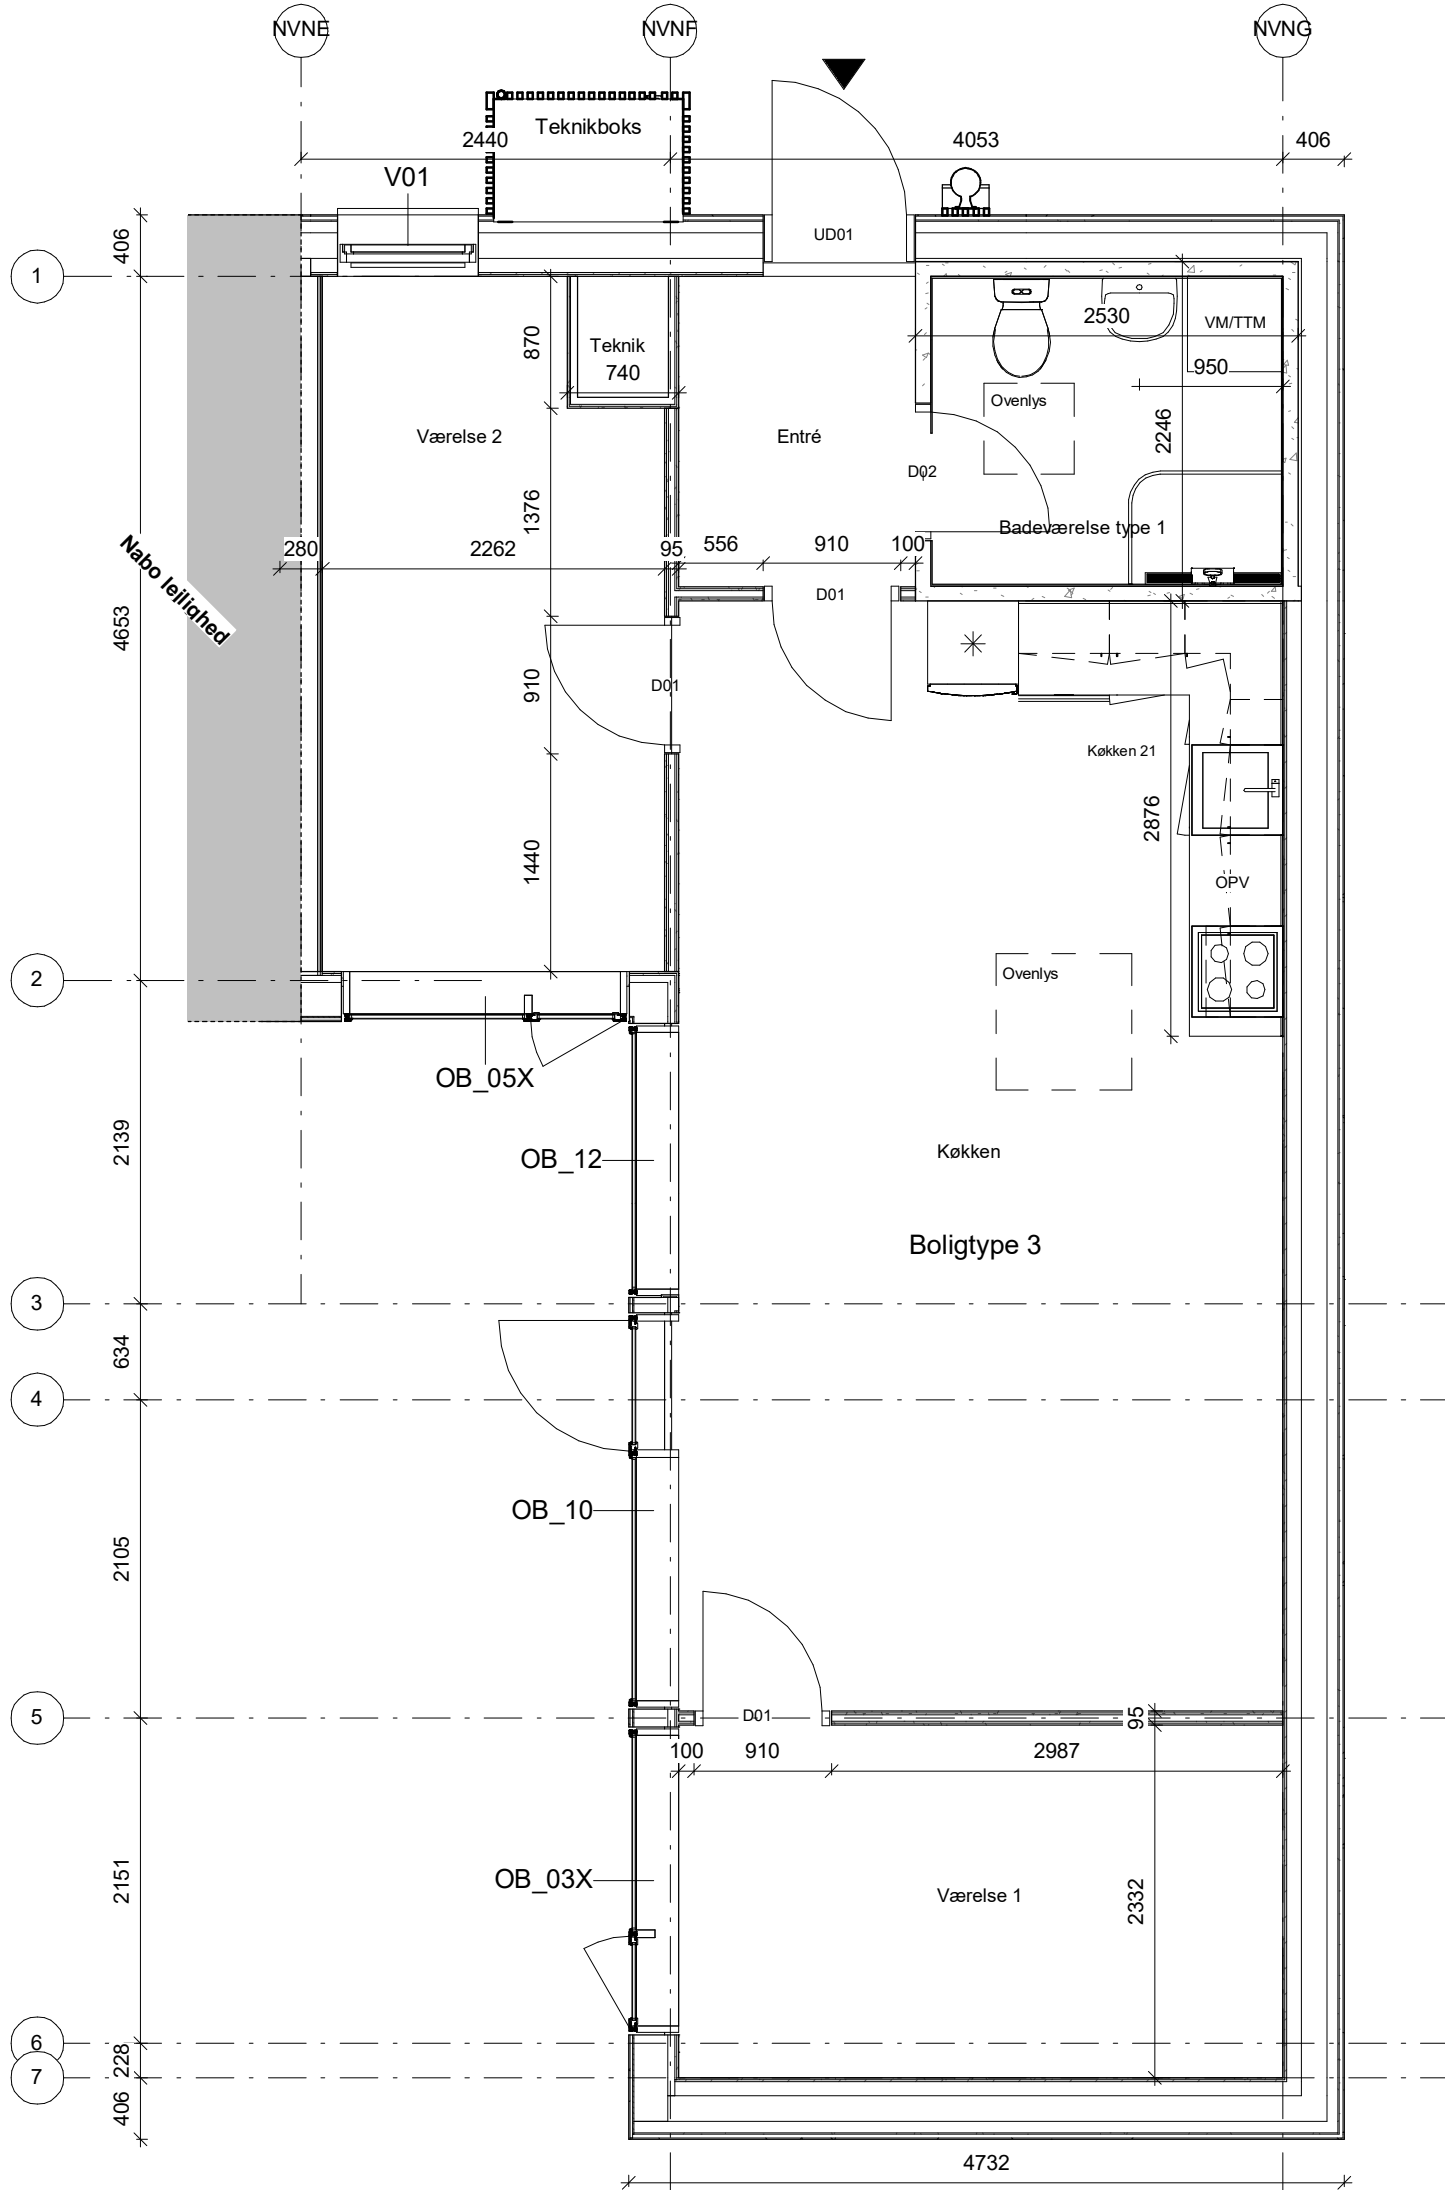 NVNE
NVNF
NVNG
Teknikboks
2440
4053
406
V01
UD01
406
1
2530
VM/TTM
870
Teknik
740
950
Ovenlys
Værelse 2
Entré
2246
D02
1376
Badeværelse type 1
280
2262
95
556
910
100
Nabo lejlighed
D01
4653
910
D01
Køkken 21
2876
1440
OPV
2
Ovenlys
OB_05X
2139
OB_12
Køkken
Boligtype 3
3
634
4
OB_10
2105
5
D01
95
100
910
2987
OB_03X
2151
Værelse 1
2332
6
228
7
406
4732